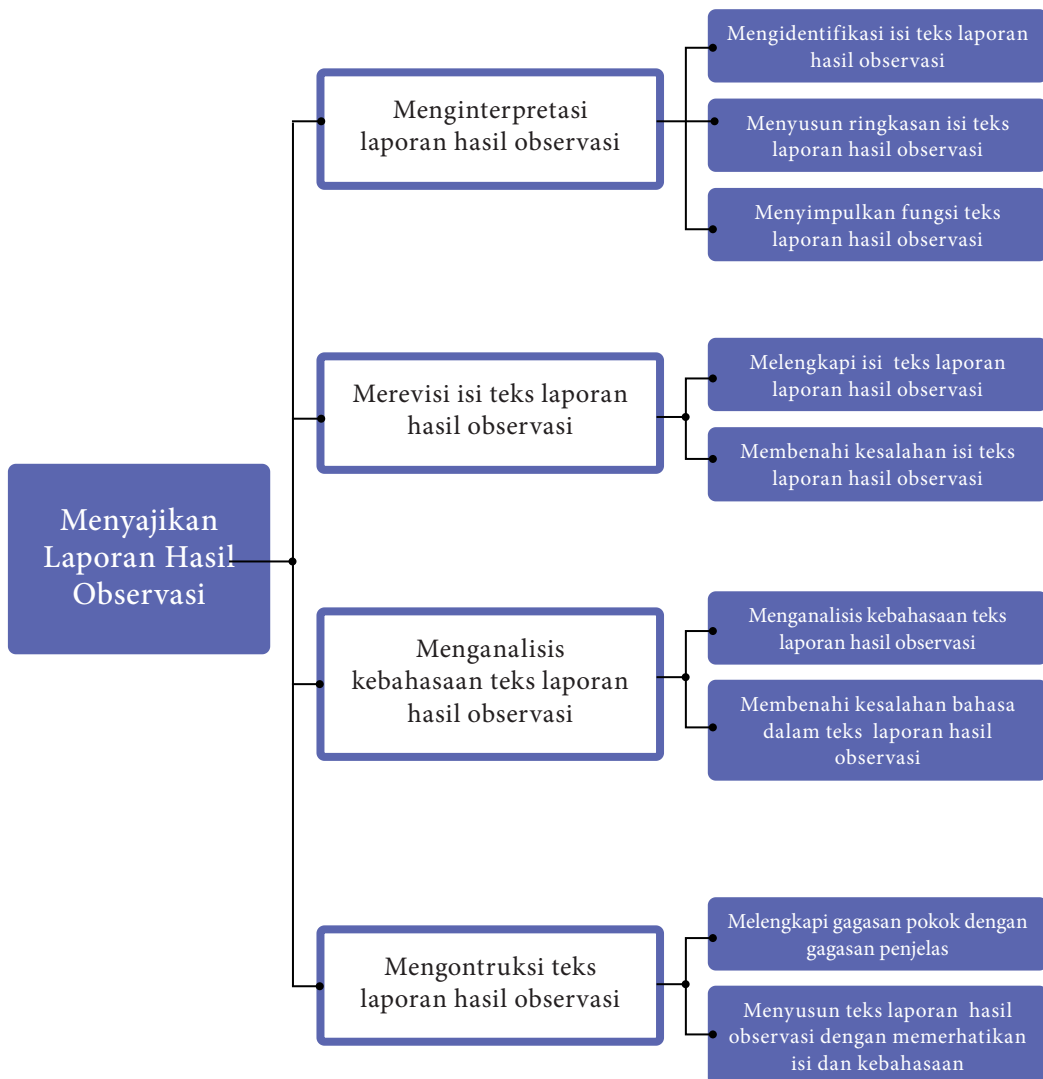 Menyajikan
Laporan Hasil
Observasi
Menginterpretasi
laporan hasil observasi
Mengidentifikasi isi teks laporan
hasil observasi
Menyusun ringkasan isi teks
laporan hasil observasi
Menyimpulkan fungsi teks
laporan hasil observasi
Merevisi isi teks laporan
hasil observasi
Melengkapi isi teks laporan
laporan hasil observasi
Membenahi kesalahan isi teks
laporan hasil observasi
Menganalisis
kebahasaan teks laporan
hasil observasi
Menganalisis kebahasaan teks
laporan hasil observasi
Membenahi kesalahan bahasa
dalam teks laporan hasil
observasi
Mengontruksi teks
laporan hasil observasi
Melengkapi gagasan pokok dengan
gagasan penjelas
Menyusun teks laporan hasil
observasi dengan memerhatikan
isi dan kebahasaan